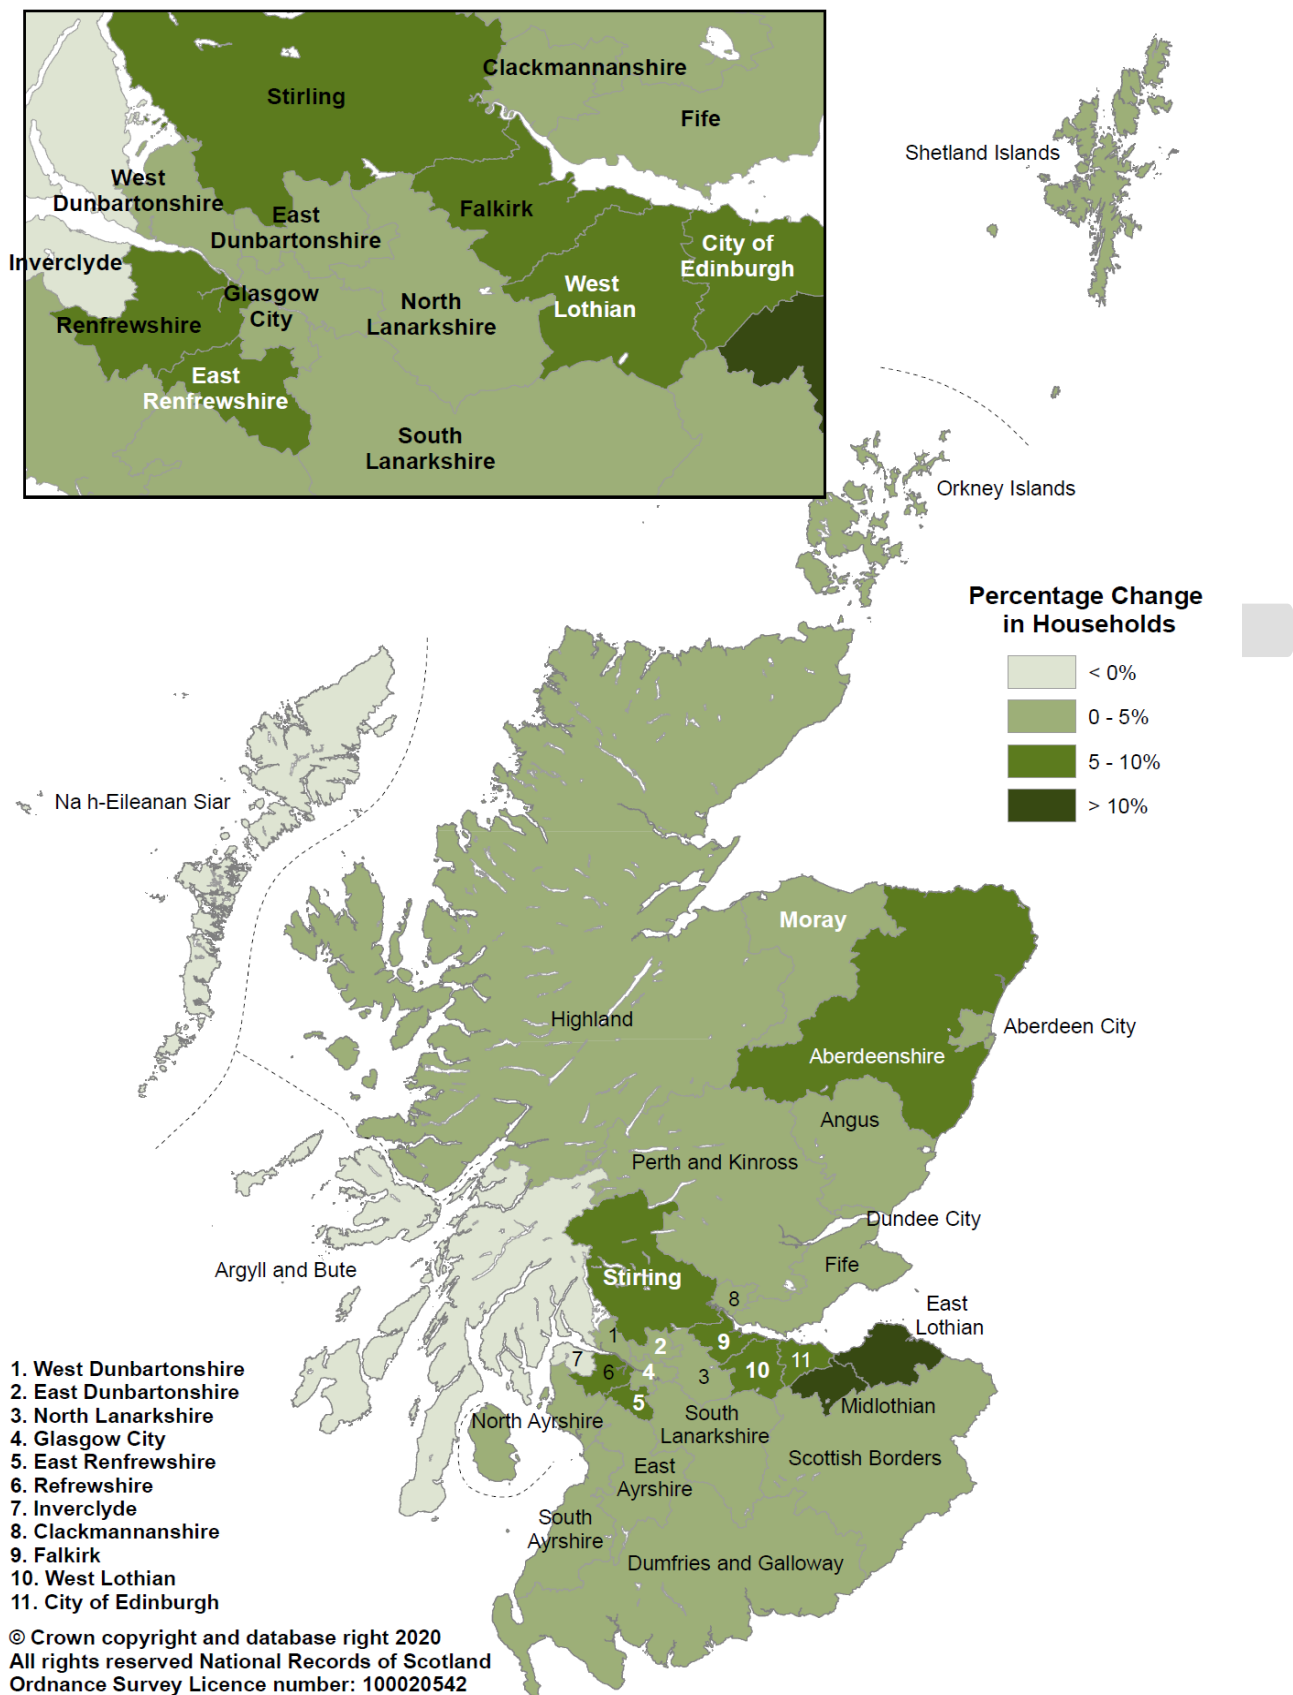 Clackmannanshire
Stirling
Fife
West
Dunbartonshire
East
Dunbartonshire
Falkirk
City of
Edinburgh
Inverclyde
West
Lothian
Glasgow
City
North
Lanarkshire
Renfrewshire
East
Renfrewshire
South
Lanarkshire
Shetland Islands
Orkney Islands
Percentage Change
in Households
< 0%
0 - 5%
5 - 10%
> 10%
Na h-Eileanan Siar
Moray
Highland
Aberdeen City
Aberdeenshire
Angus
Perth and Kinross
Dundee City
Argyll and Bute
Fife
Stirling
8
East
Lothian
1
2
9
11
7
6
4
3
10
5
Midlothian
North Ayrshire
South
Lanarkshire
Scottish Borders
East
Ayrshire
South
Ayrshire
Dumfries and Galloway
1. West Dunbartonshire
2. East Dunbartonshire
3. North Lanarkshire
4. Glasgow City
5. East Renfrewshire
6. Refrewshire
7. Inverclyde
8. Clackmannanshire
9. Falkirk
10. West Lothian
11. City of Edinburgh
© Crown copyright and database right 2020
All rights reserved National Records of Scotland
Ordnance Survey Licence number: 100020542